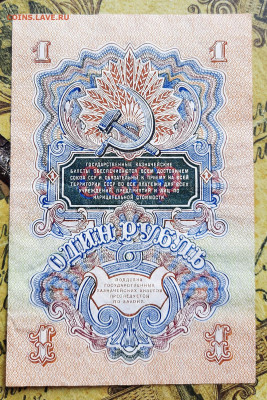 COINS.LAVE.RU
1 1
ГОСУДАРСТВЕННЫЕ КАЗНАЧЕЙСКИЕ
БИЛЕТЫ ОБЕСПЕЧИВАЮТСЯ ВСЕМ ДОСТОЯНИЕМ
СОЮЗА ССР И ОБЯЗАТЕЛЬНЫ К ПРИЕМУ НА ВСЕЙ
ТЕРРИТОРИИ СССР ВО ВСЕ ПЛАТЕЖИ ДЛЯ ВСЕХ
УЧРЕЖДЕНИЙ, ПРЕДПРИЯТИЙ И ЛИЦ ПО
НАРИЦАТЕЛЬНОЙ СТОИМОСТИ.
ОДИН РУБЛЬ
ПОДДЕЛКА
ГОСУДАРСТВЕННЫХ
КАЗНАЧЕЙСКИХ БИЛЕТОВ
ПРЕСЛЕДУЕТСЯ
ПО ЗАКОНУ.
1 1